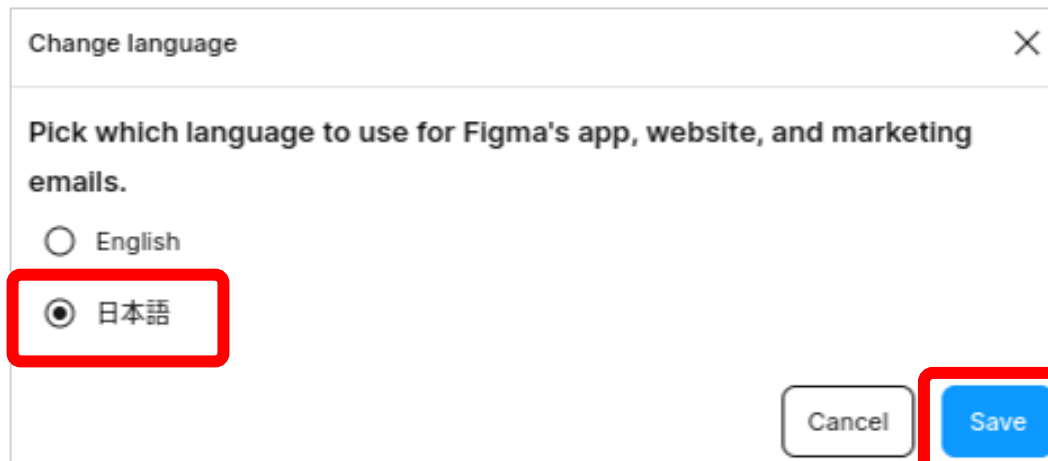 Change language
Pick which language to use for Figma's app, website, and marketing
emails.
English
日本語
Cancel
Save